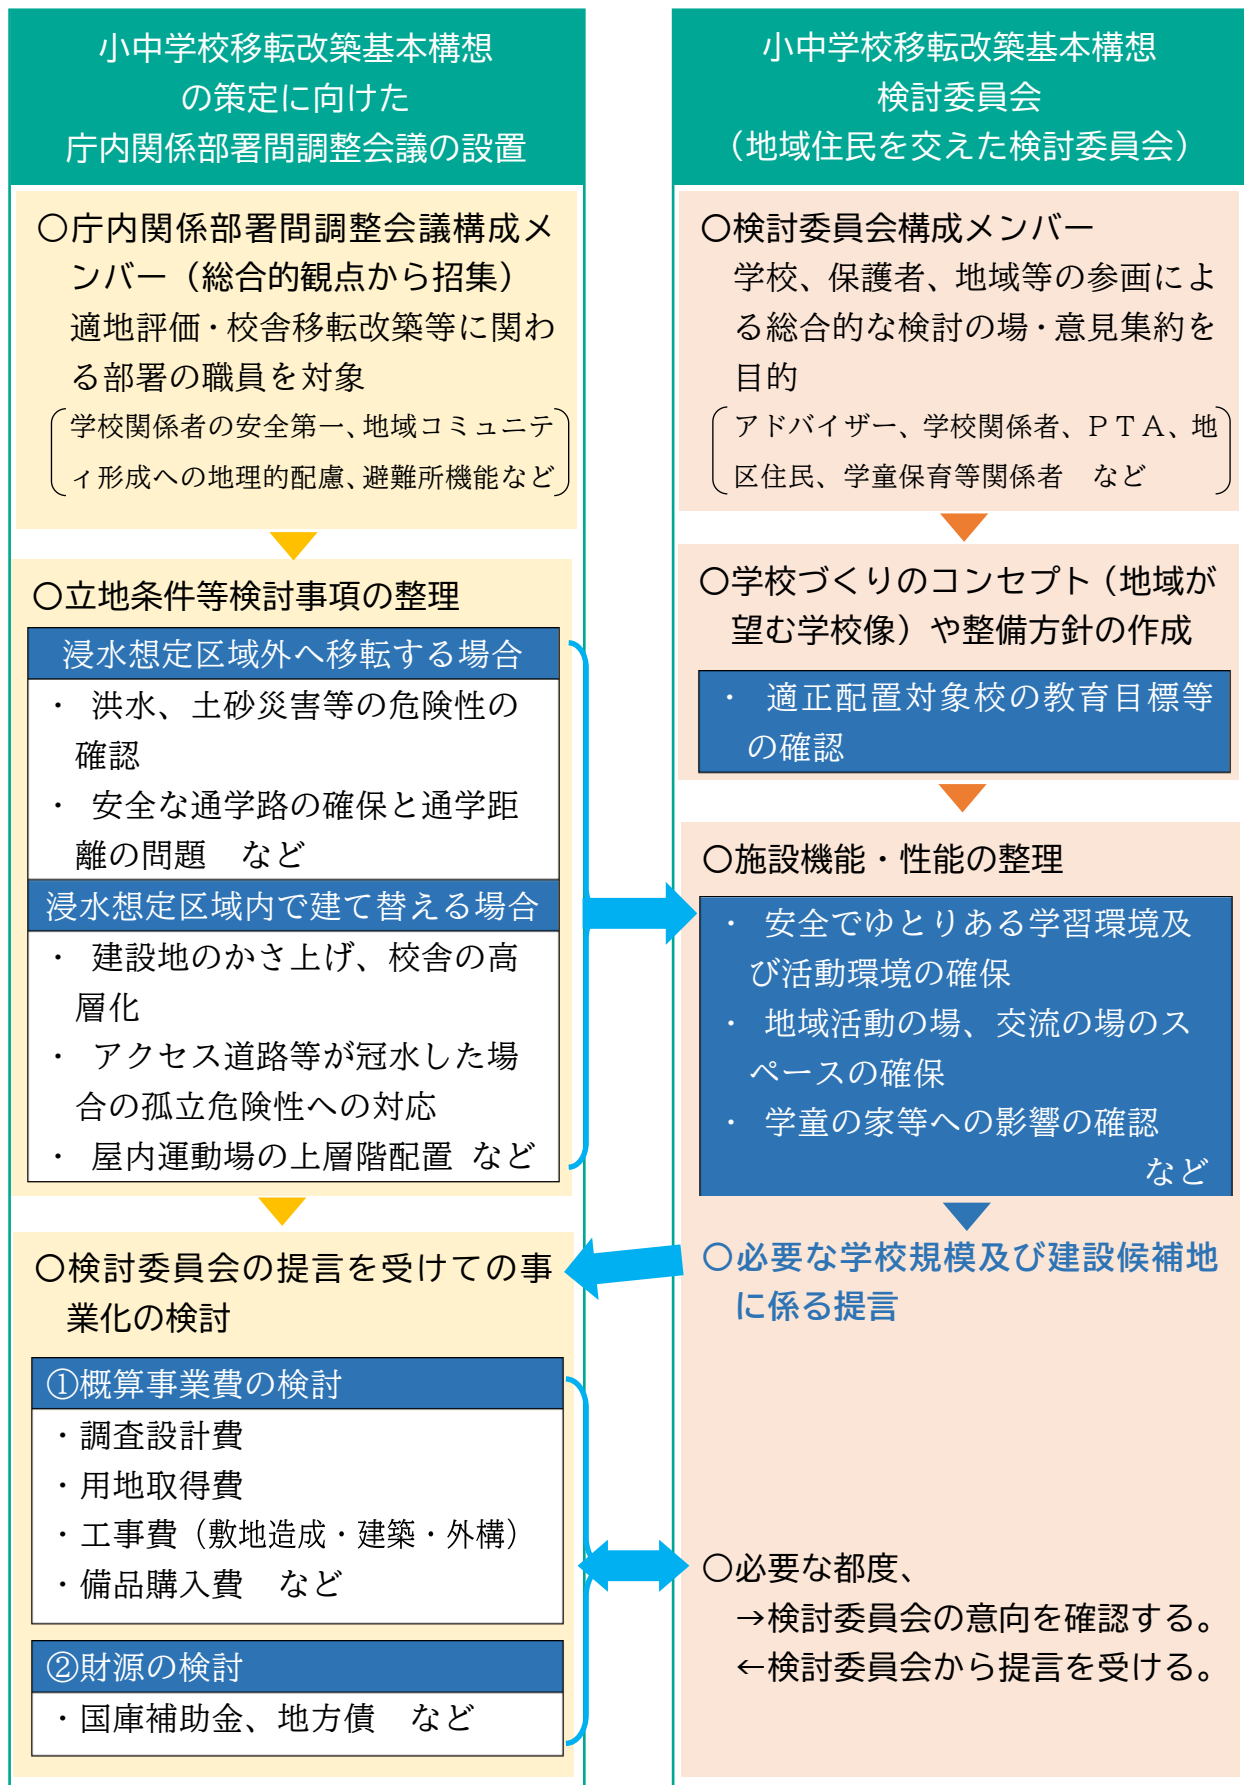 小中学校移転改築基本構想
の策定に向けた
庁内関係部署間調整会議の設置
〇庁内関係部署間調整会議構成メ
ンバー（総合的観点から招集）
適地評価・校舎移転改築等に関わ
る部署の職員を対象
学校関係者の安全第一、地域コミュニテ
ィ形成への地理的配慮、避難所機能など
〇立地条件等検討事項の整理
浸水想定区域外へ移転する場合
・ 洪水、土砂災害等の危険性の
確認
・ 安全な通学路の確保と通学距
離の問題　など
浸水想定区域内で建て替える場合
・ 建設地のかさ上げ、校舎の高
層化
・ アクセス道路等が冠水した場
合の孤立危険性への対応
・ 屋内運動場の上層階配置 など
〇検討委員会の提言を受けての事
業化の検討
①概算事業費の検討
・調査設計費
・用地取得費
・工事費（敷地造成・建築・外構）
・備品購入費　など
②財源の検討
・国庫補助金、地方債　など
小中学校移転改築基本構想
検討委員会
（地域住民を交えた検討委員会）
〇検討委員会構成メンバー
学校、保護者、地域等の参画によ
る総合的な検討の場・意見集約を
目的
アドバイザー、学校関係者、ＰＴＡ、地
区住民、学童保育等関係者　など
〇学校づくりのコンセプト（地域が
望む学校像）や整備方針の作成
・ 適正配置対象校の教育目標等
の確認
〇施設機能・性能の整理
・ 安全でゆとりある学習環境及
び活動環境の確保
・ 地域活動の場、交流の場のス
ペースの確保
・ 学童の家等への影響の確認
など
〇必要な学校規模及び建設候補地
に係る提言
〇必要な都度、
→検討委員会の意向を確認する。
←検討委員会から提言を受ける。